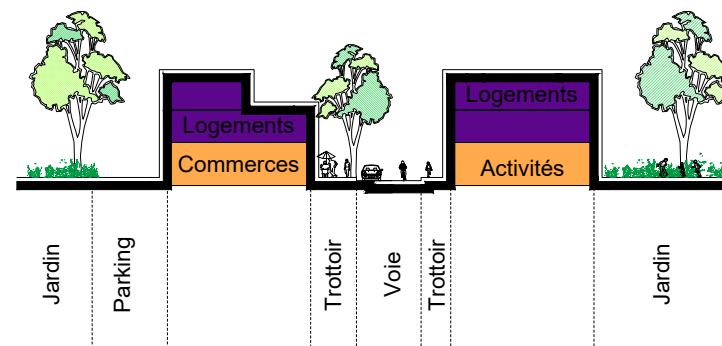 Logements
Commerces
Logements
Activités
Jardin
Parking
Trottoir
Voie
Trottoir
Jardin